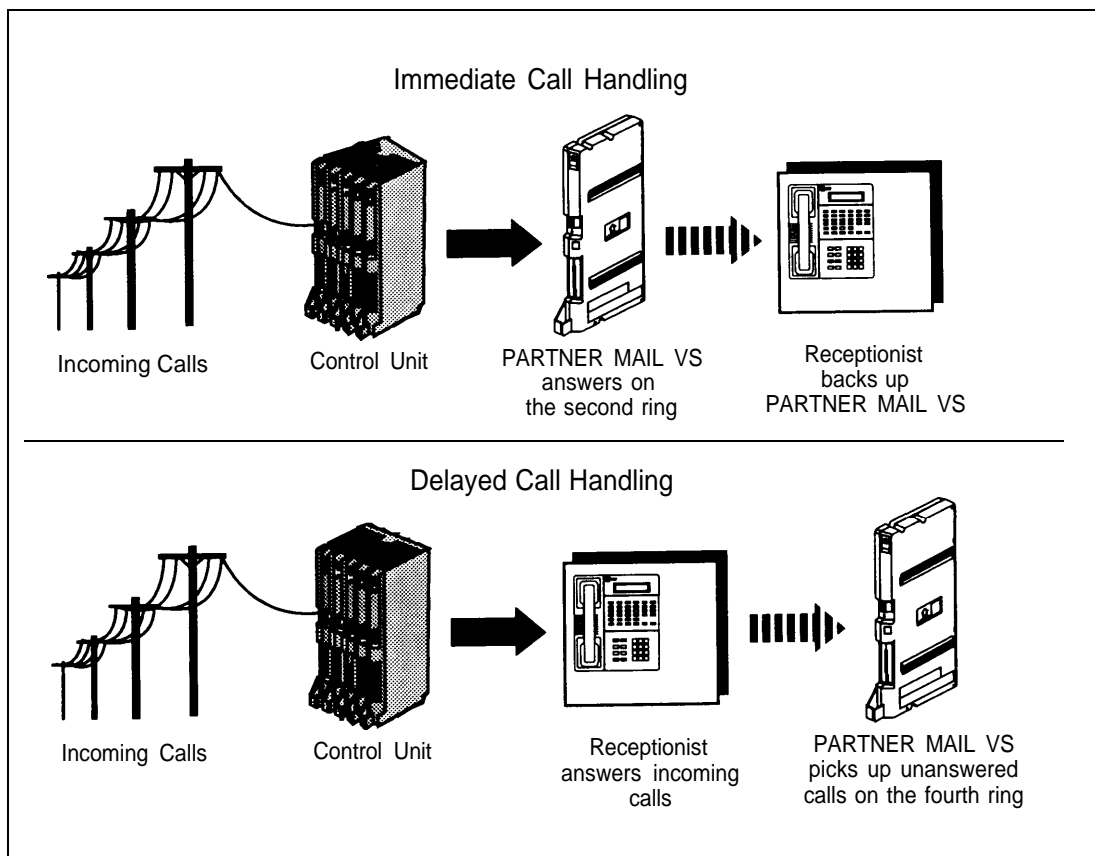 Immediate Call Handling
Incoming Calls
Control Unit
PARTNER MAIL VS
answers on
the second ring
Receptionist
backs up
PARTNER MAIL VS
Delayed Call Handling
Incoming Calls
Control Unit
Receptionist
answers incoming
calls
PARTNER MAIL VS
picks up unanswered
calls on the fourth ring